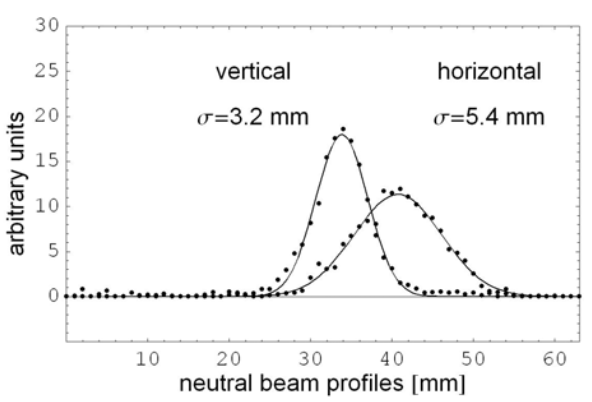 30
25
20
15
10
5
0
arbitrary units
vertical
σ=3.2 mm
horizontal
σ=5.4 mm
10 20 30 40 50 60
neutral beam profiles [mm]